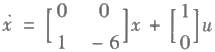 ẋ = [0 0; 1 -6]x + [1; 0]u